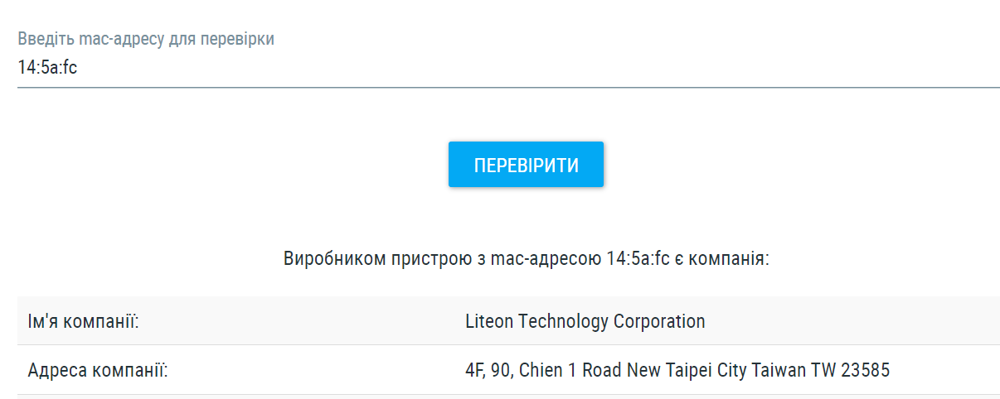 Введіть mac-адресу для перевірки
14:5a:fc
ПЕРЕВІРИТИ
Виробником пристрою з mac-адресою 14:5a:fc є компанія:
Ім'я компанії: Liteon Technology Corporation
Адреса компанії: 4F, 90, Chien 1 Road New Taipei City Taiwan TW 23585